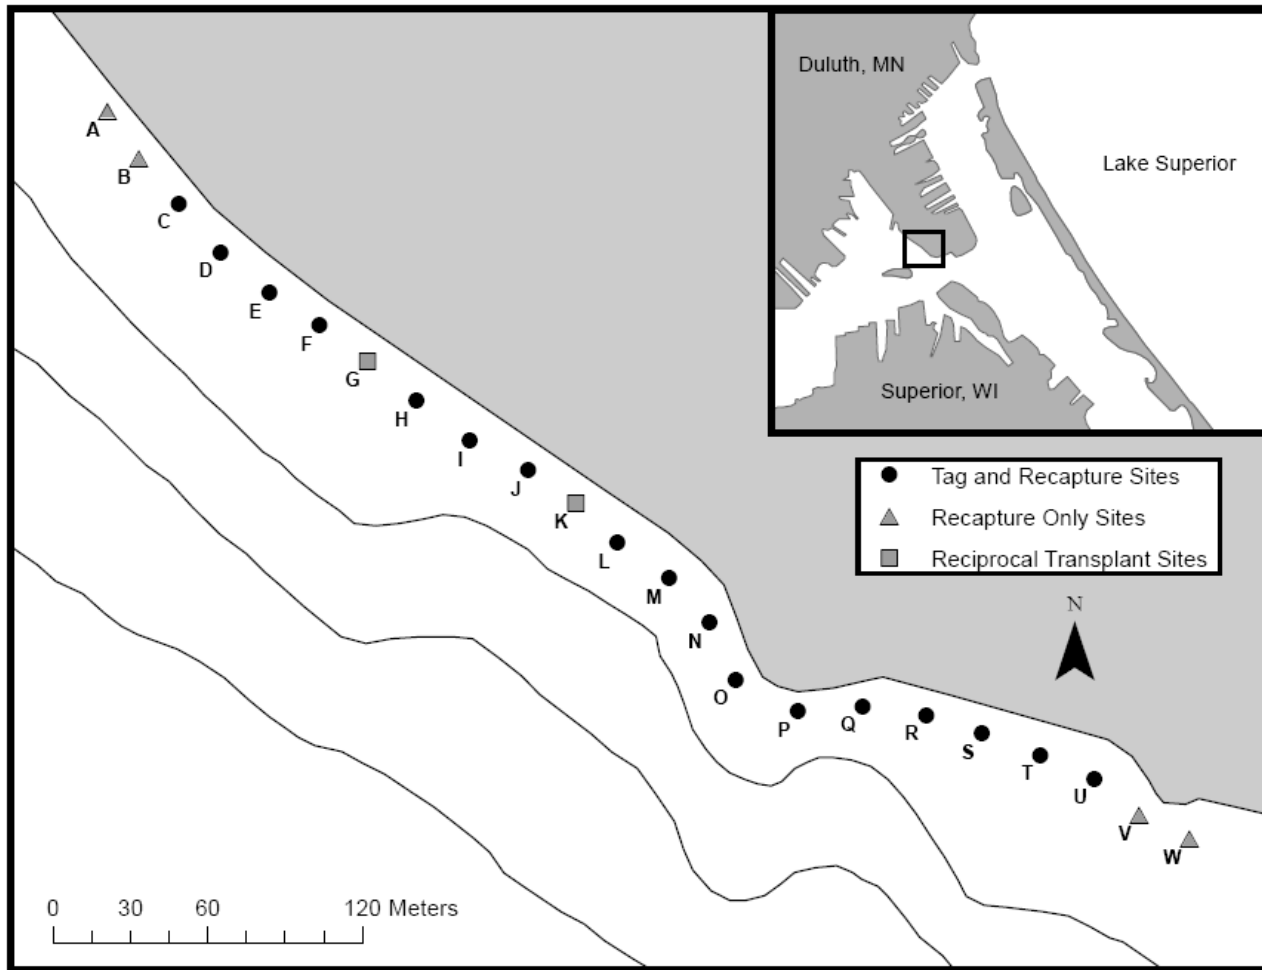 Duluth, MN
Lake Superior
Superior, WI
Tag and Recapture Sites
Recapture Only Sites
Reciprocal Transplant Sites
N
A
B
C
D
E
F
G
H
I
J
K
L
M
N
O
P
Q
R
S
T
U
V
W
0 30 60 120 Meters